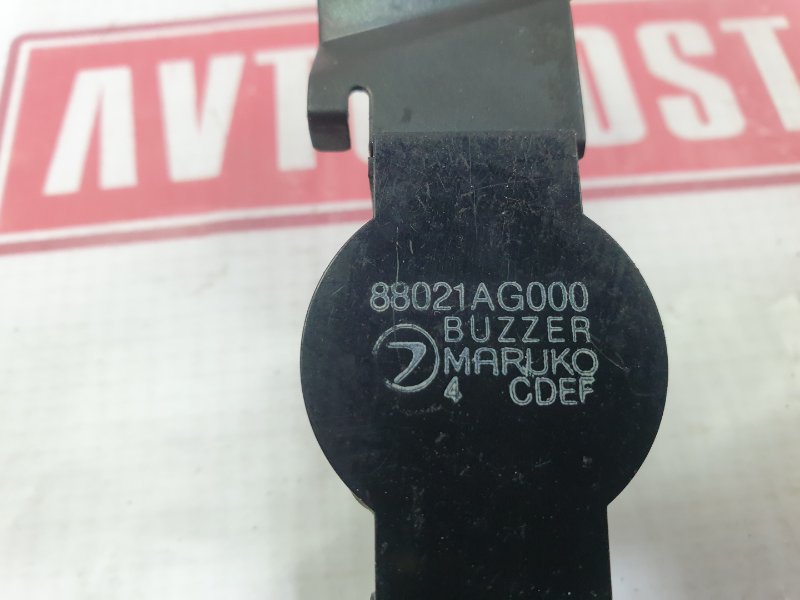 88021AG000
BUZZER
MARUKO
4 CDEF